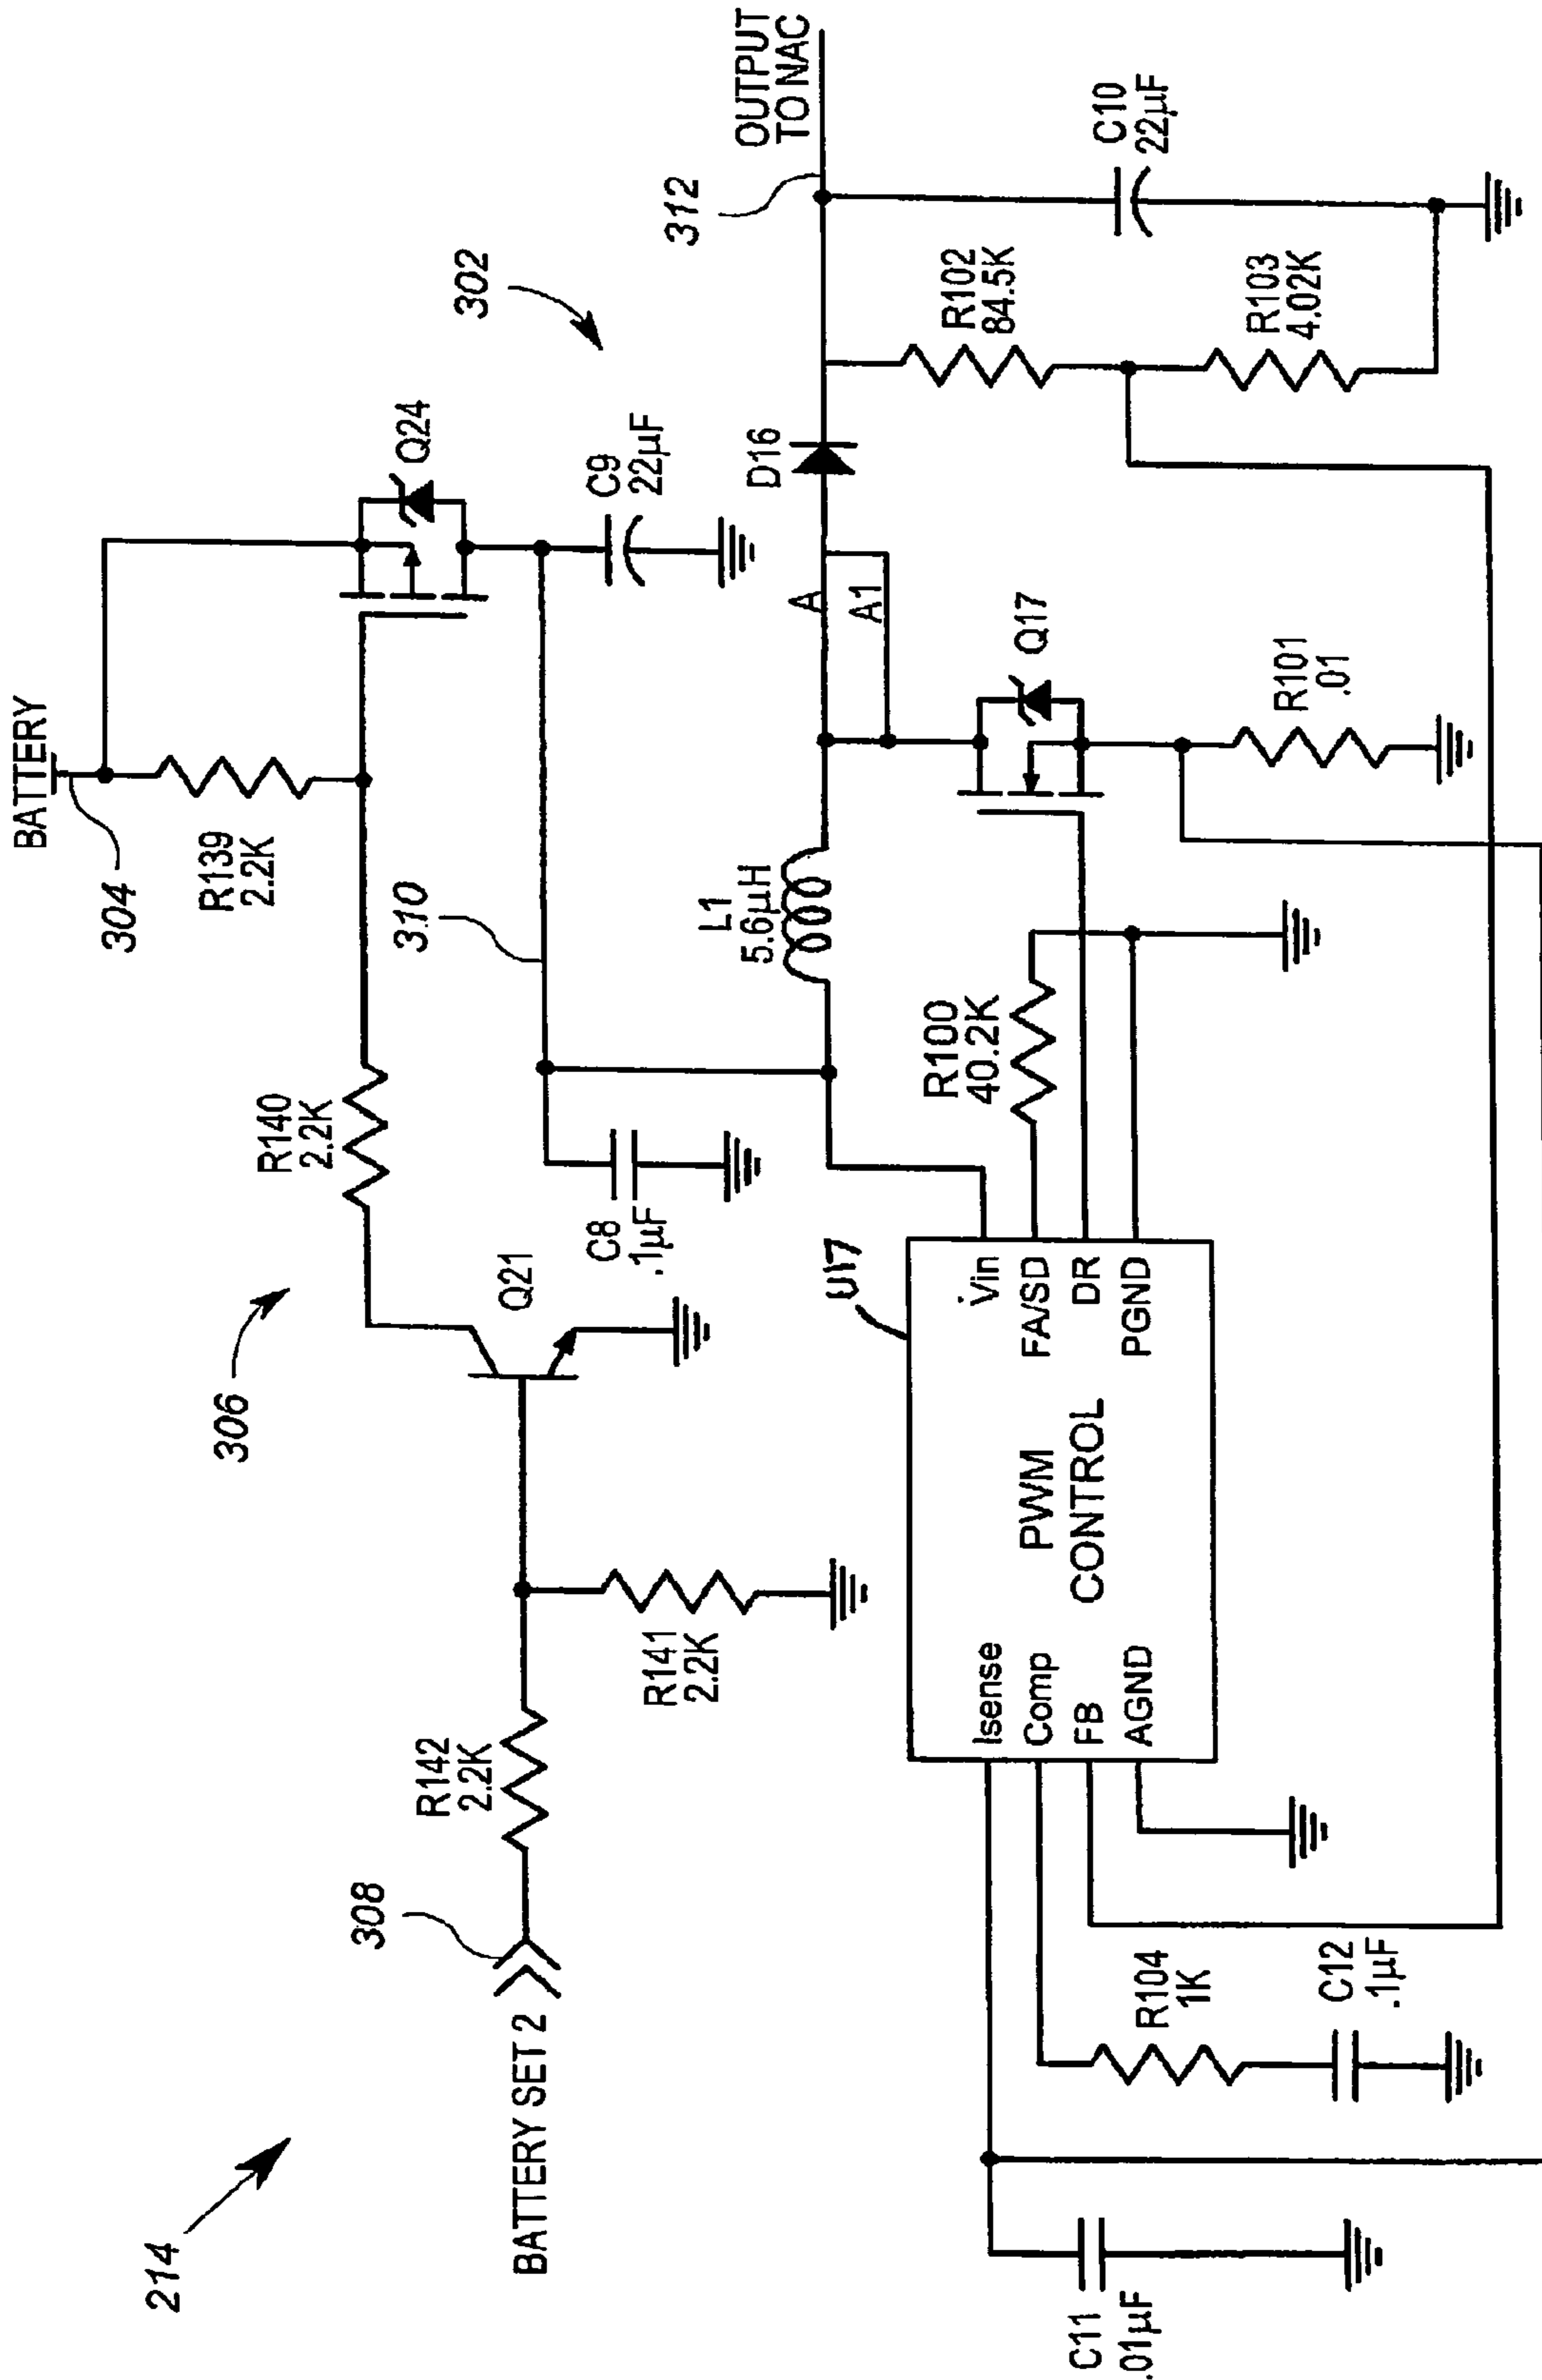 214
BATTERY
304
R139
2.2K
306
R140
2.2K
Q24
302
310
C9
22µF
308
R142
2.2K
Q21
BATTERY SET 2
R141
2.2K
C8
.1µF
L1
5.6µH
A
A1
D16
312
OUTPUT
TO NAC
U17
R100
40.2K
Q17
R102
84.5K
C10
22µF
Isense
Comp
FB
AGND
PWM
CONTROL
Vin
FA/SD
DR
PGND
R101
.01
R103
4.02K
C11
.01µF
R104
1K
C12
.1µF